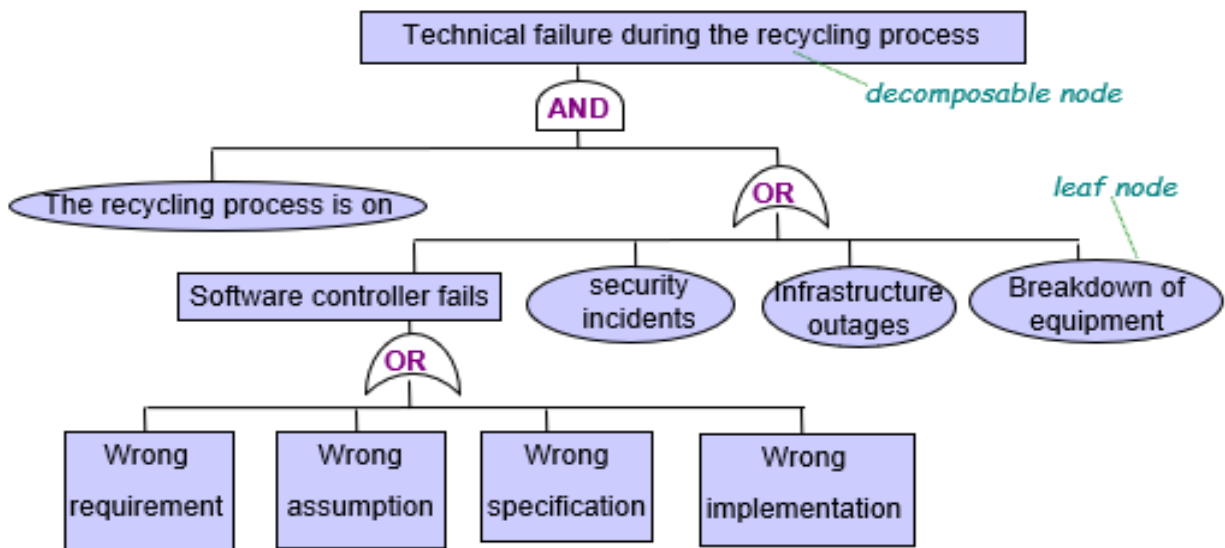 Technical failure during the recycling process
decomposable node
AND
The recycling process is on
OR
leaf node
Software controller fails
security
incidents
Infrastructure
outages
Breakdown of
equipment
OR
Wrong
requirement
Wrong
assumption
Wrong
specification
Wrong
implementation